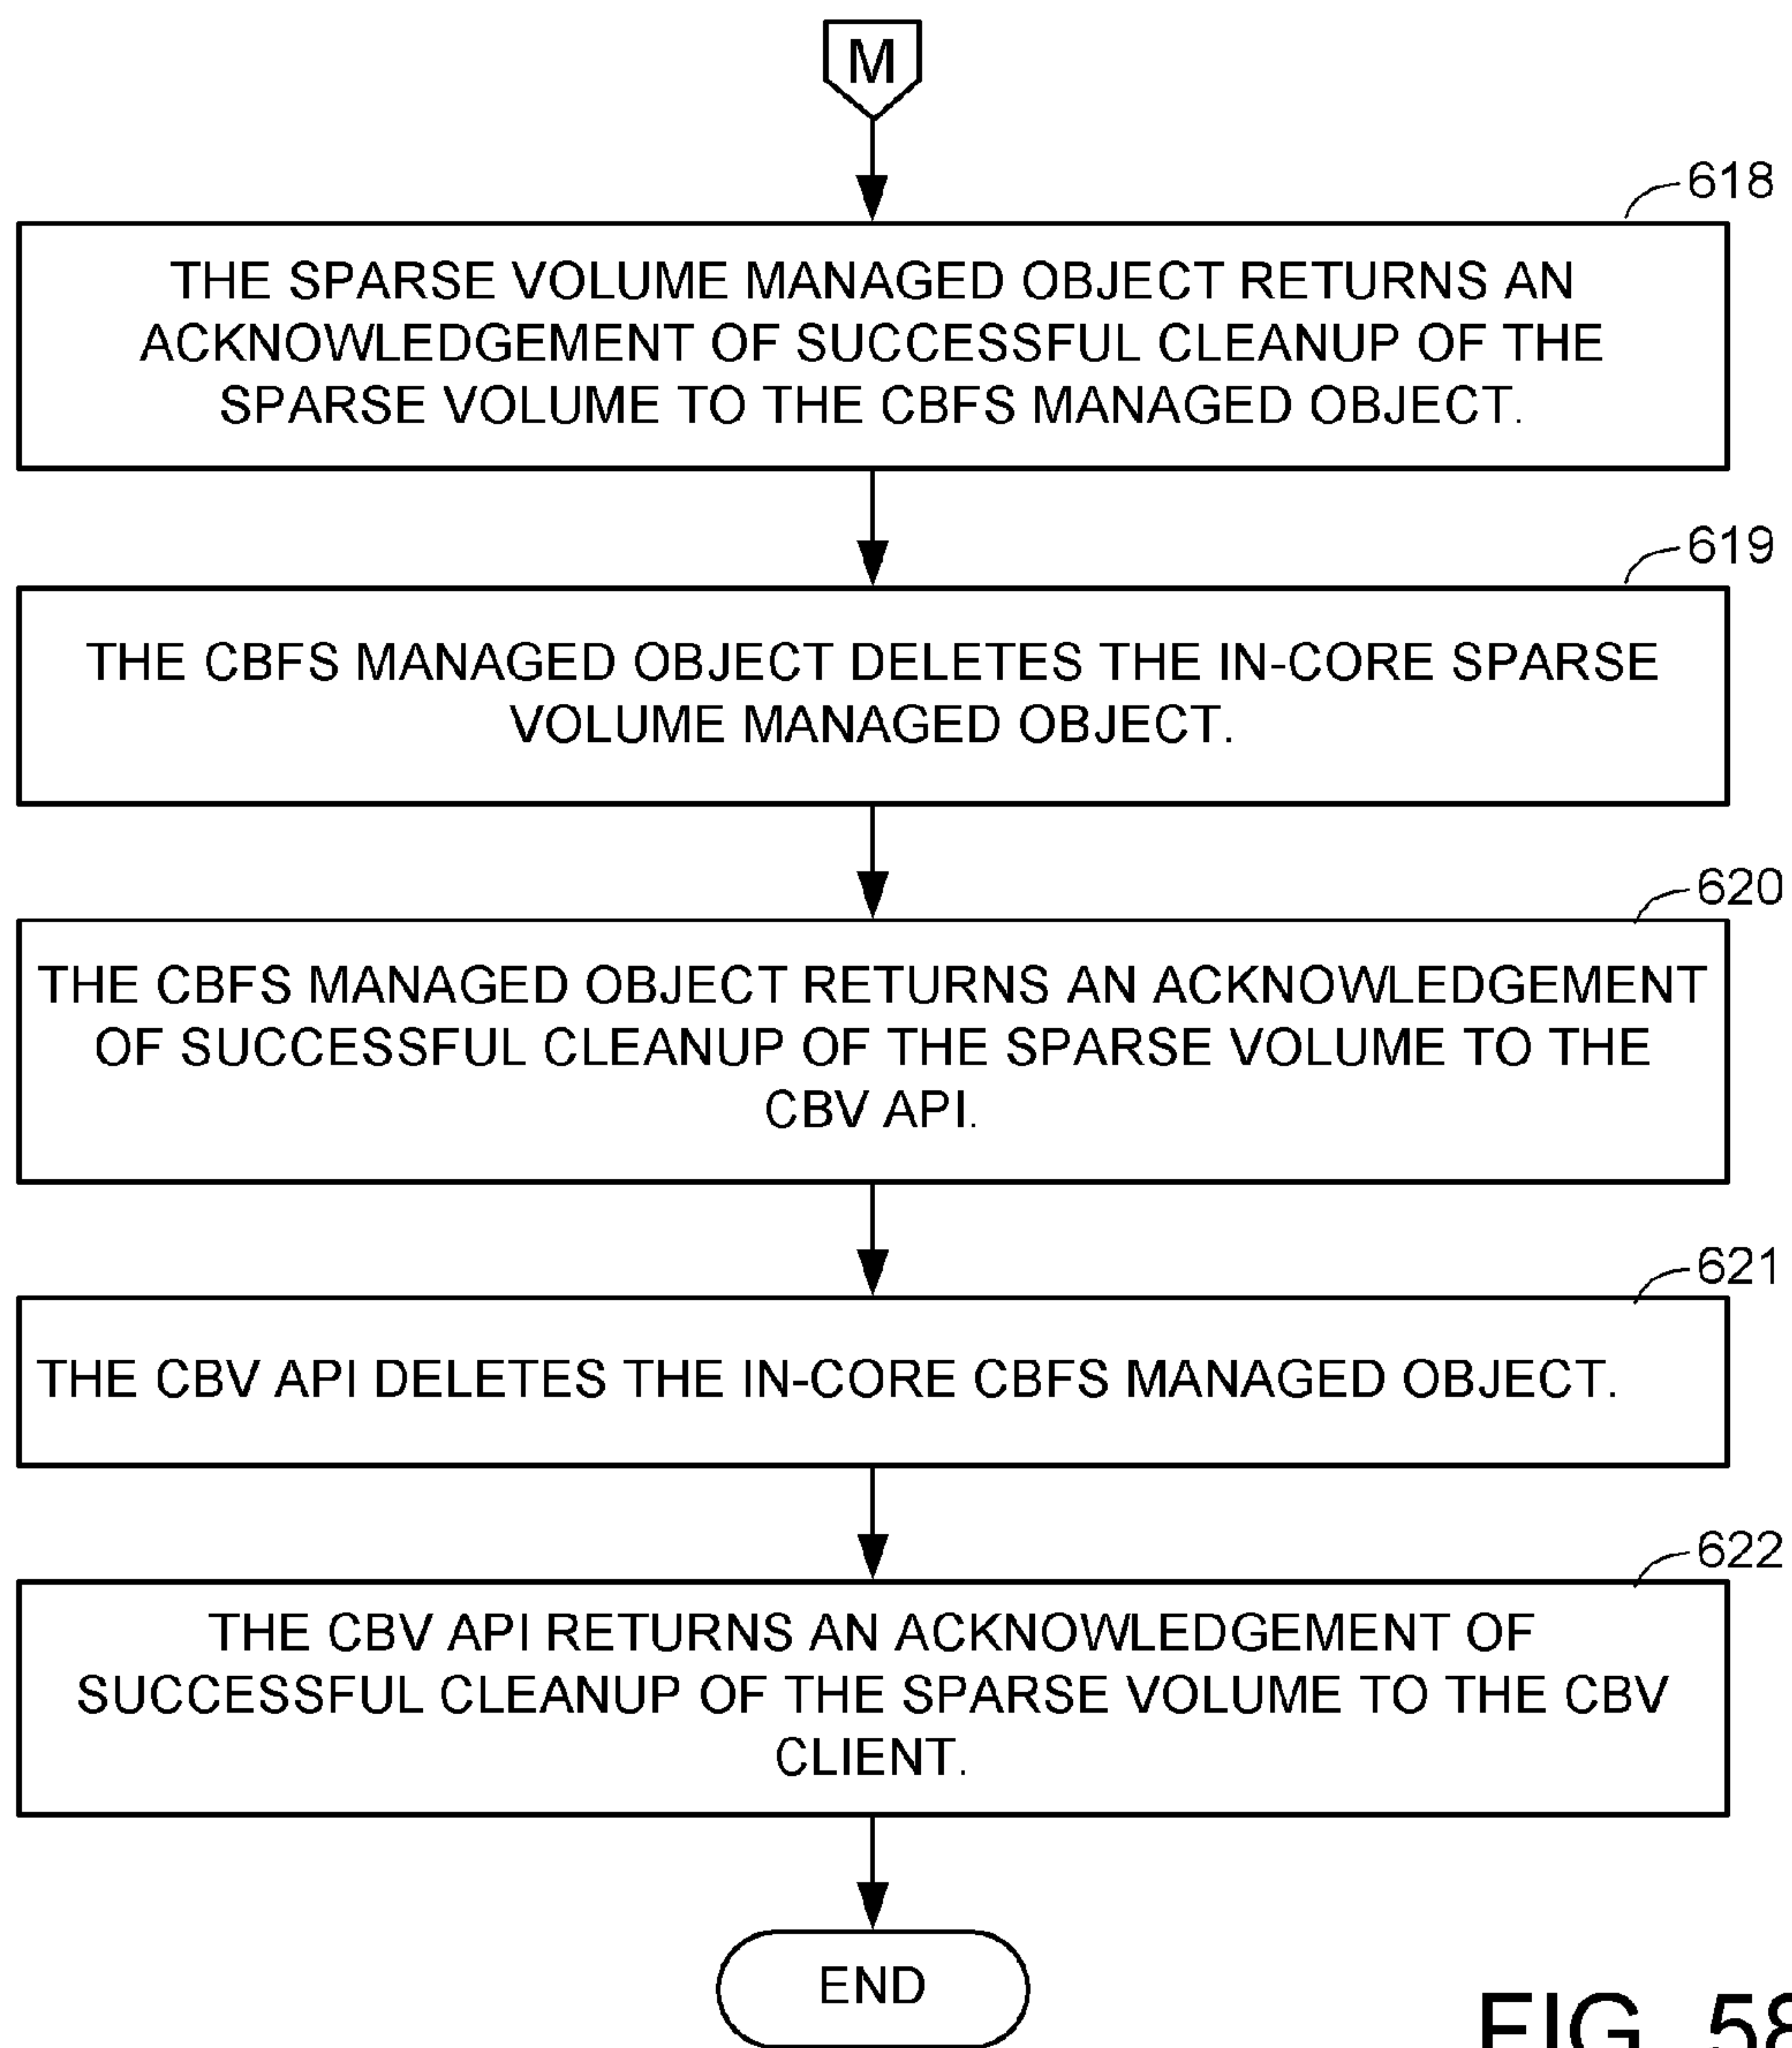 M
618
THE SPARSE VOLUME MANAGED OBJECT RETURNS AN
ACKNOWLEDGEMENT OF SUCCESSFUL CLEANUP OF THE
SPARSE VOLUME TO THE CBFS MANAGED OBJECT.
619
THE CBFS MANAGED OBJECT DELETES THE IN-CORE SPARSE
VOLUME MANAGED OBJECT.
620
THE CBFS MANAGED OBJECT RETURNS AN ACKNOWLEDGEMENT
OF SUCCESSFUL CLEANUP OF THE SPARSE VOLUME TO THE
CBV API.
621
THE CBV API DELETES THE IN-CORE CBFS MANAGED OBJECT.
622
THE CBV API RETURNS AN ACKNOWLEDGEMENT OF
SUCCESSFUL CLEANUP OF THE SPARSE VOLUME TO THE CBV
CLIENT.
END
FIG. 58